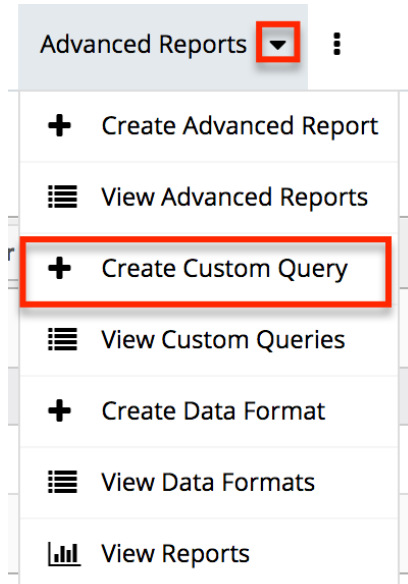 Advanced Reports
Create Advanced Report
View Advanced Reports
r
Create Custom Query
View Custom Queries
Create Data Format
View Data Formats
View Reports